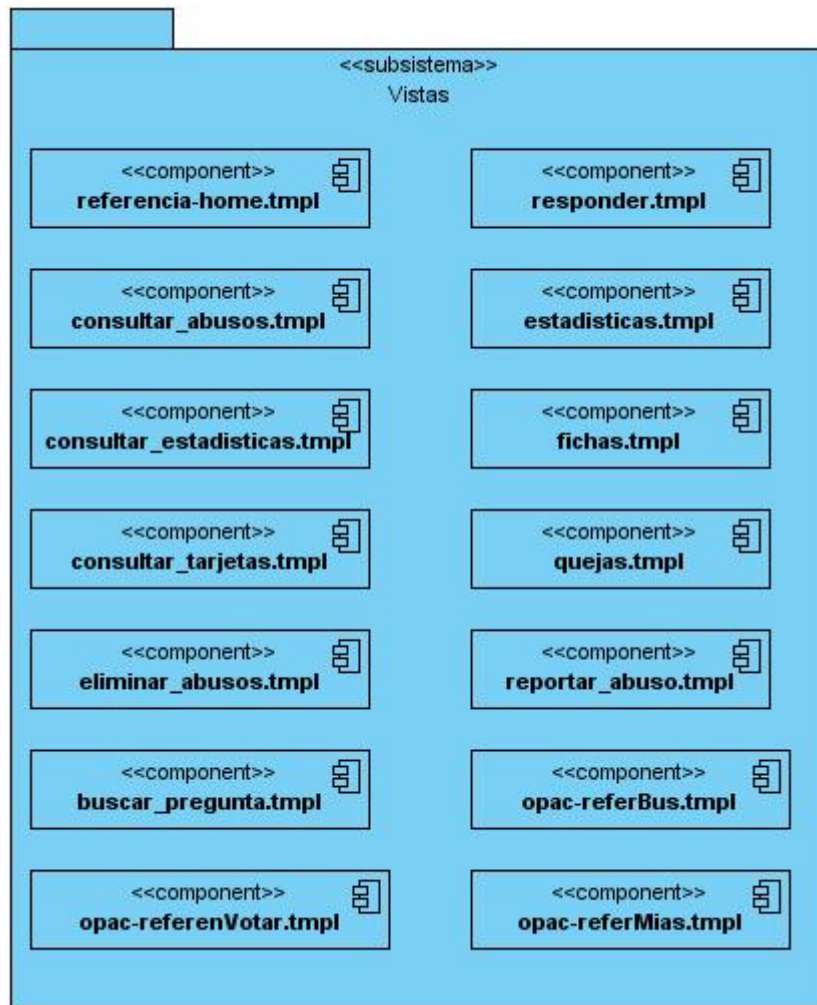 <<subsistema>>
Vistas
<<component>>
referencia-home.tmpl
<<component>>
responder.tmpl
<<component>>
consultar_abusos.tmpl
<<component>>
estadisticas.tmpl
<<component>>
consultar_estadisticas.tmpl
<<component>>
fichas.tmpl
<<component>>
consultar_tarjetas.tmpl
<<component>>
quejas.tmpl
<<component>>
eliminar_abusos.tmpl
<<component>>
reportar_abuso.tmpl
<<component>>
buscar_pregunta.tmpl
<<component>>
opac-referBus.tmpl
<<component>>
opac-referenVotar.tmpl
<<component>>
opac-referMias.tmpl